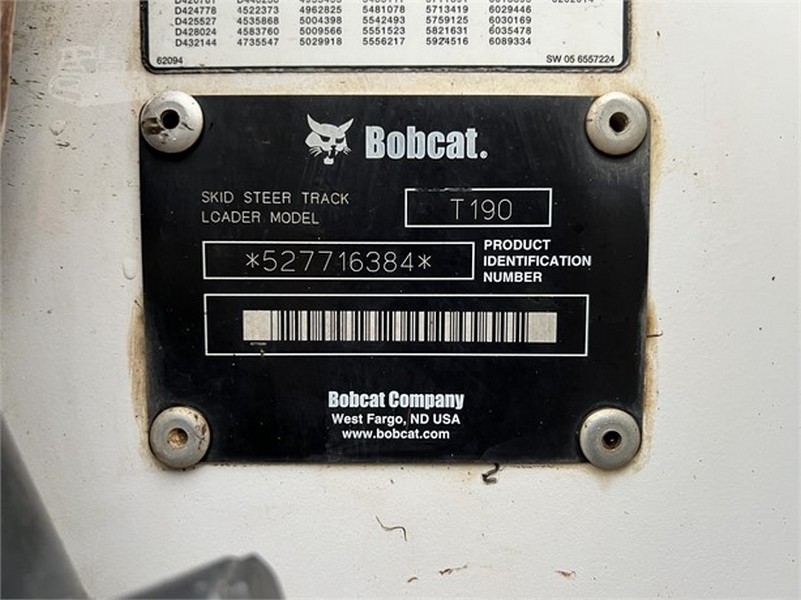 D424778 4522373 4962825 5481078 5713419 6029446
D425527 4535868 5004398 5542493 5759125 6030169
D428024 4583760 5009566 5551523 5821631 6035478
D432144 4735547 5029918 5556217 5924516 6089334
62094 SW 05 6557224
Bobcat.
SKID STEER TRACK
LOADER MODEL
T190
*527716384*
PRODUCT
IDENTIFICATION
NUMBER
Bobcat Company
West Fargo, ND USA
www.bobcat.com